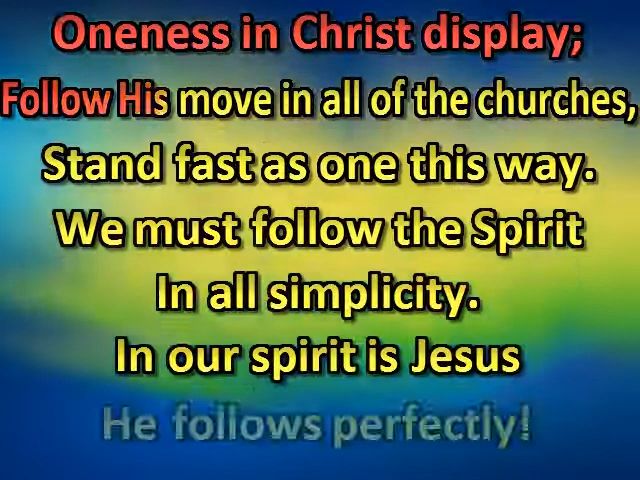 Oneness in Christ display;
Follow His move in all of the churches,
Stand fast as one this way.
We must follow the Spirit
In all simplicity.
In our spirit is Jesus
He follows perfectly!